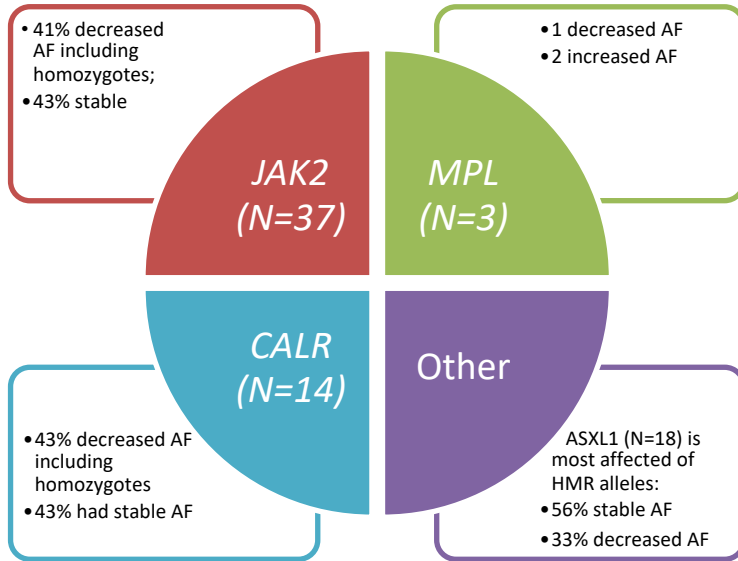 • 41% decreased
AF including
homozygotes;
• 43% stable
• 1 decreased AF
• 2 increased AF
JAK2
(N=37)
MPL
(N=3)
CALR
(N=14)
Other
• 43% decreased AF
including
homozygotes
• 43% had stable AF
ASXL1 (N=18) is
most affected of
HMR alleles:
• 56% stable AF
• 33% decreased AF